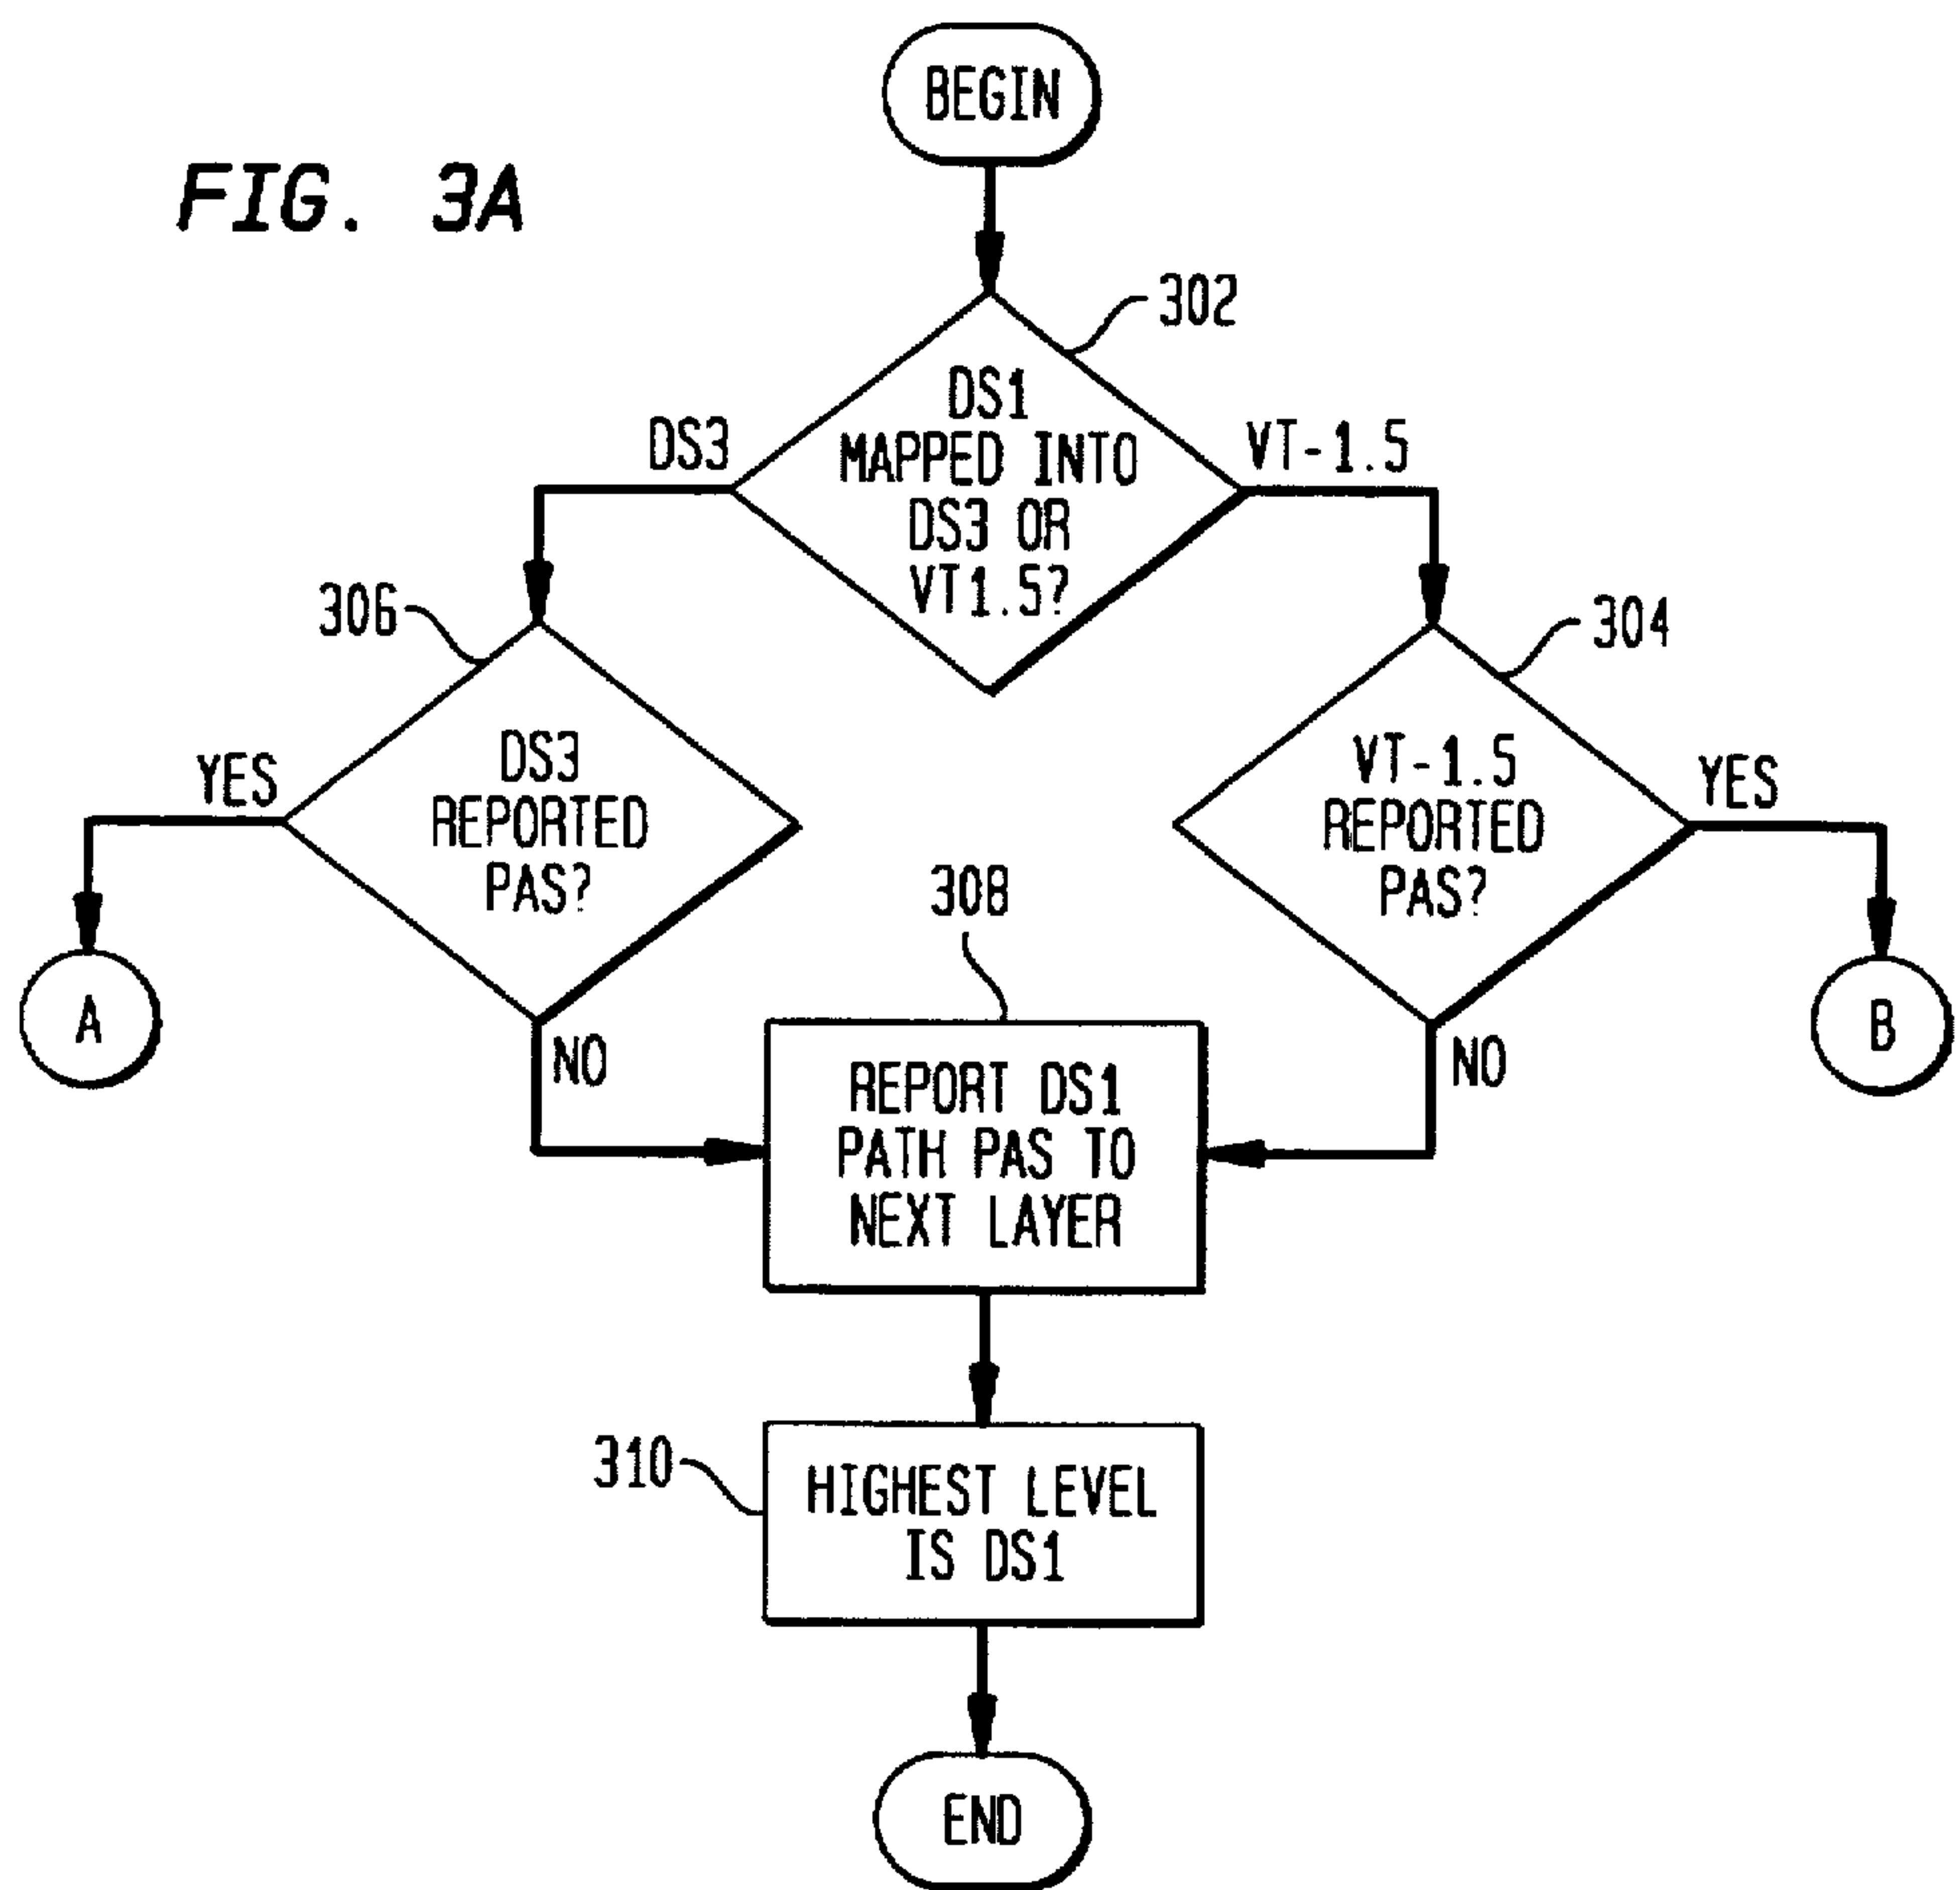 BEGIN
FIG. 3A
302
DS1
MAPPED INTO
DS3 OR
VT1.5?
DS3
VT-1.5
306
304
DS3
REPORTED
PAS?
YES
VT-1.5
REPORTED
PAS?
YES
308
A
B
NO
NO
REPORT DS1
PATH PAS TO
NEXT LAYER
310
HIGHEST LEVEL
IS DS1
END